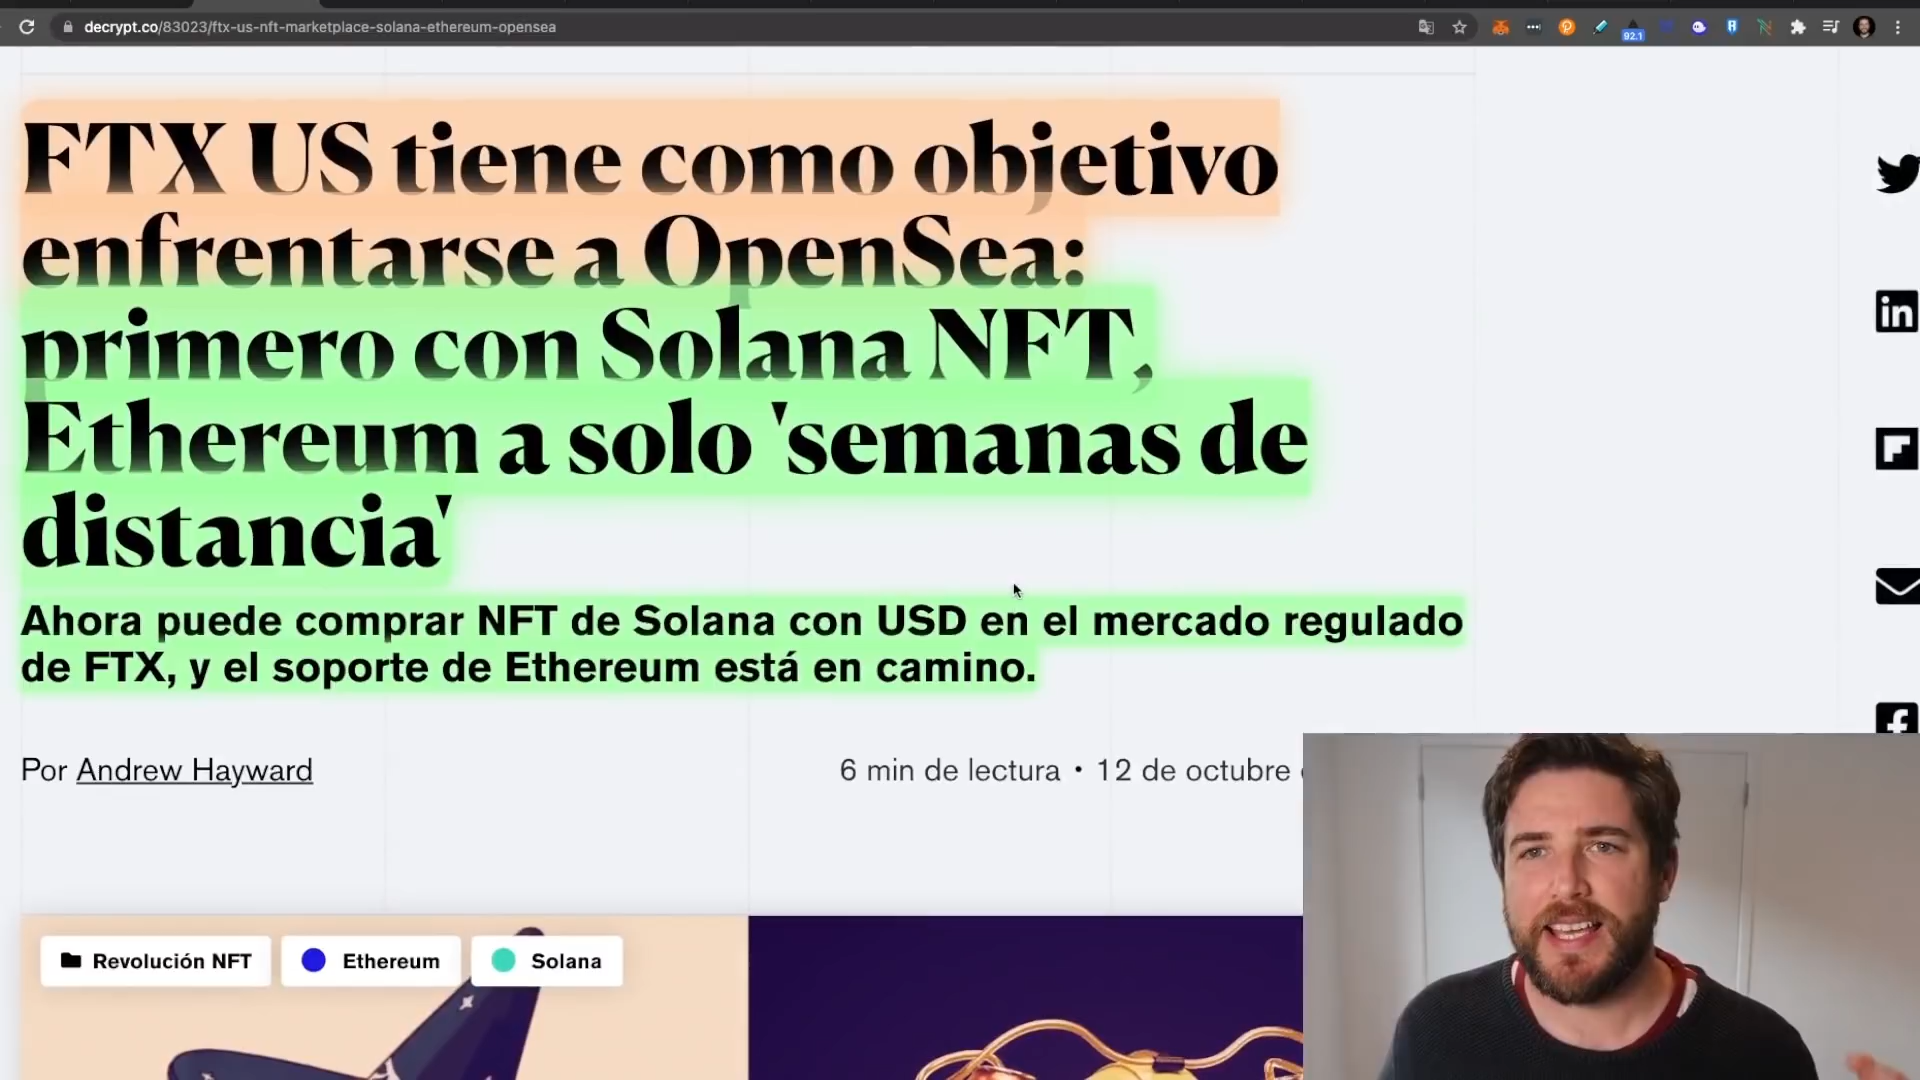 decrypt.co/83023/ftx-us-nft-marketplace-solana-ethereum-opensea
92.1
FTX US tiene como objetivo
enfrentarse a OpenSea:
primero con Solana NFT,
Ethereum a solo 'semanas de
distancia'
Ahora puede comprar NFT de Solana con USD en el mercado regulado
de FTX, y el soporte de Ethereum está en camino.
Por Andrew Hayward
6 min de lectura • 12 de octubre
Revolución NFT
Ethereum
Solana